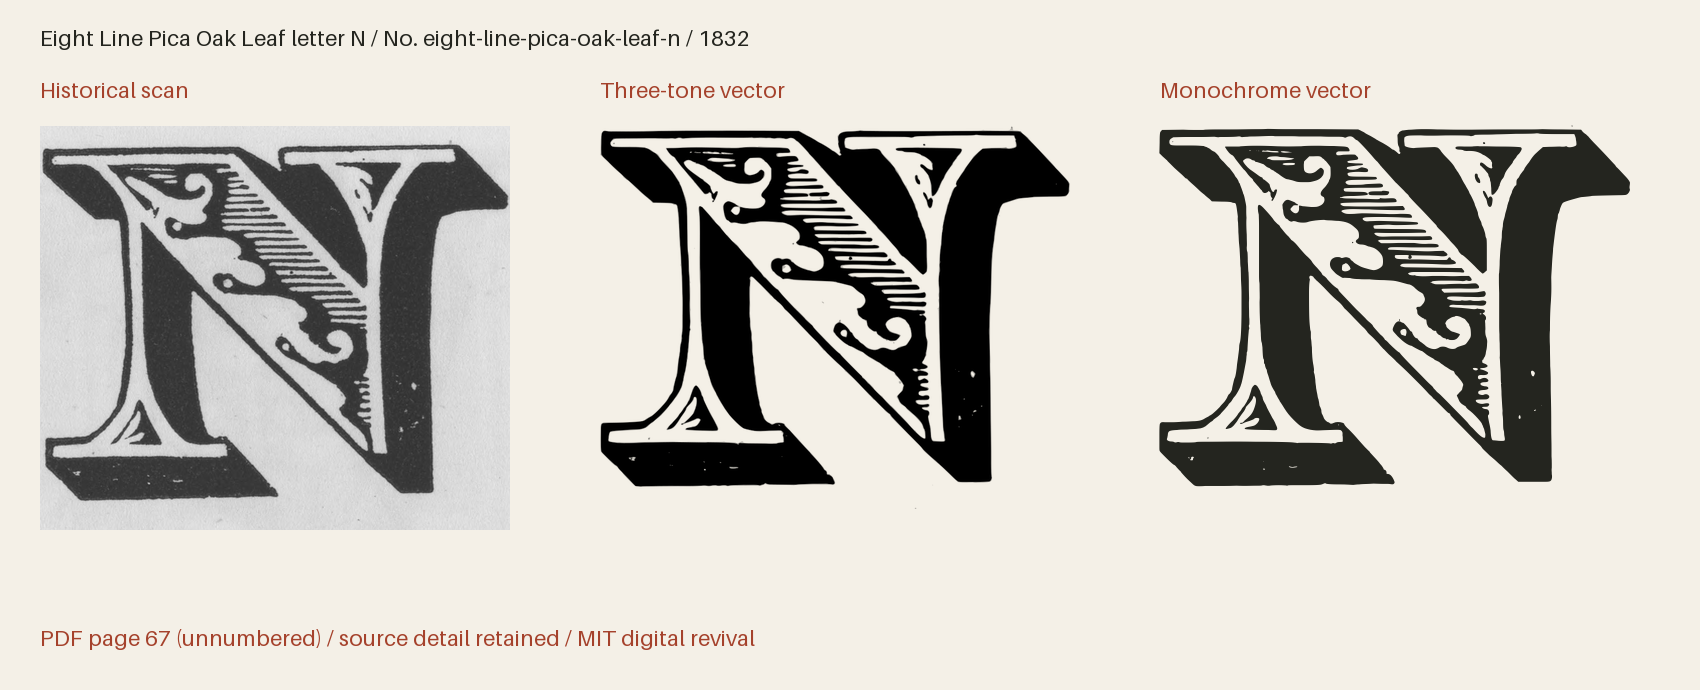 Eight Line Pica Oak Leaf letter N / No. eight-line-pica-oak-leaf-n / 1832
Historical scan
Three-tone vector
Monochrome vector
N
N
N
PDF page 67 (unnumbered) / source detail retained / MIT digital revival